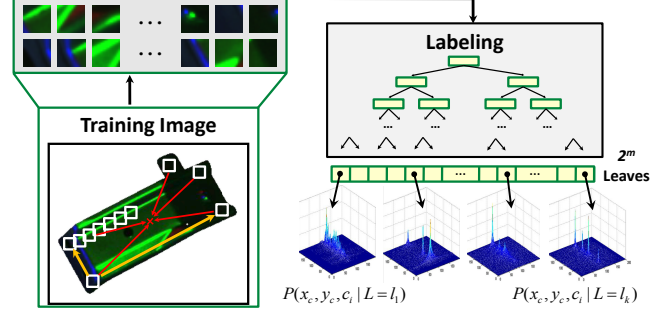 Labeling
Training Image
2^m
Leaves
P(x_c, y_c, c_i | L = l_1)
P(x_c, y_c, c_i | L = l_k)